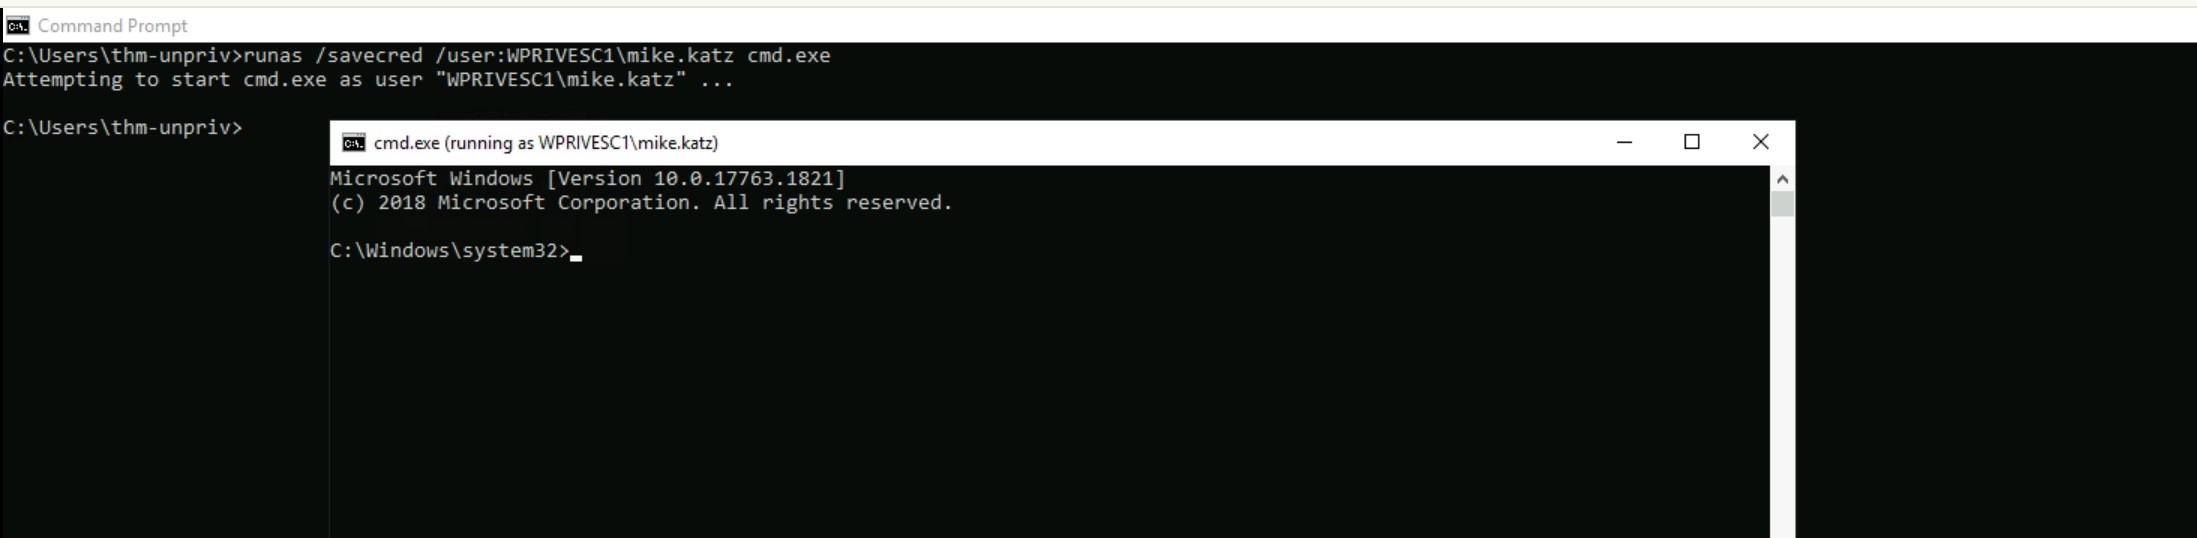 Command Prompt
C:\Users\thm-unpriv>runas /savecred /user:WPRIVESC1\mike.katz cmd.exe
Attempting to start cmd.exe as user "WPRIVESC1\mike.katz" ...
C:\Users\thm-unpriv>
cmd.exe (running as WPRIVESC1\mike.katz)
Microsoft Windows [Version 10.0.17763.1821]
(c) 2018 Microsoft Corporation. All rights reserved.
C:\Windows\system32>